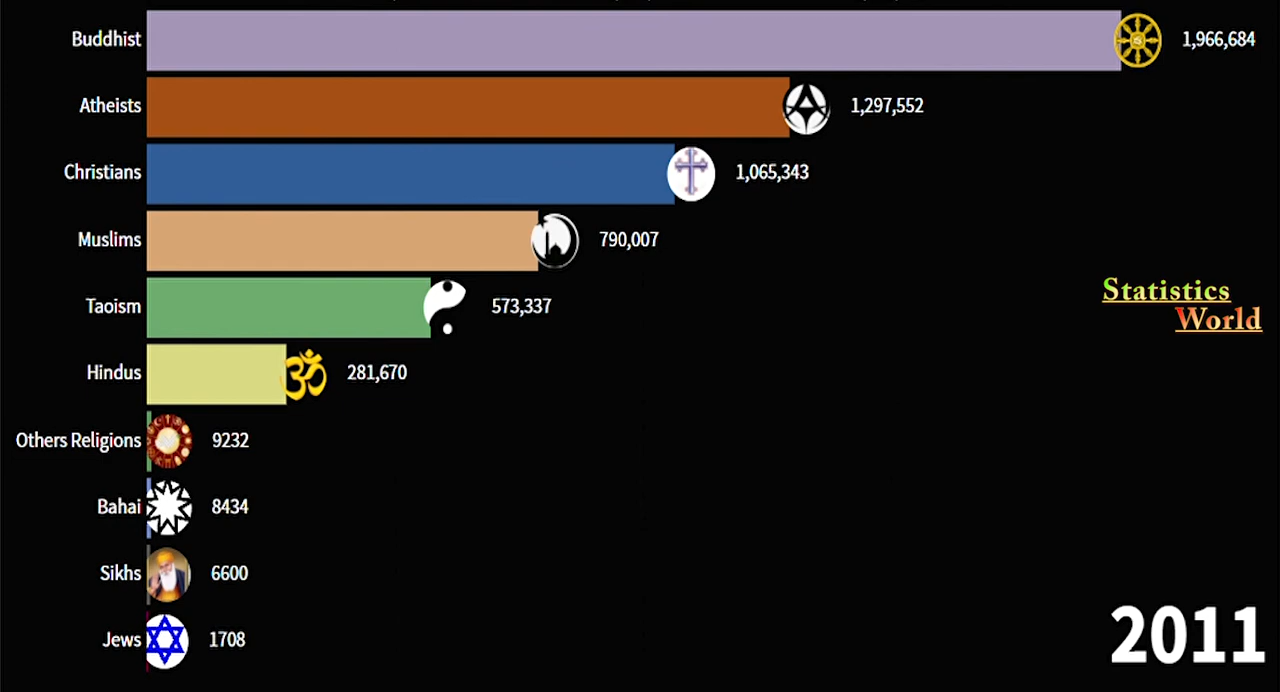 Buddhist 1,966,684
Atheists 1,297,552
Christians 1,065,343
Muslims 790,007
Taoism 573,337
Statistics
World
Hindus 281,670
Others Religions 9232
Bahai 8434
Sikhs 6600
Jews 1708
2011